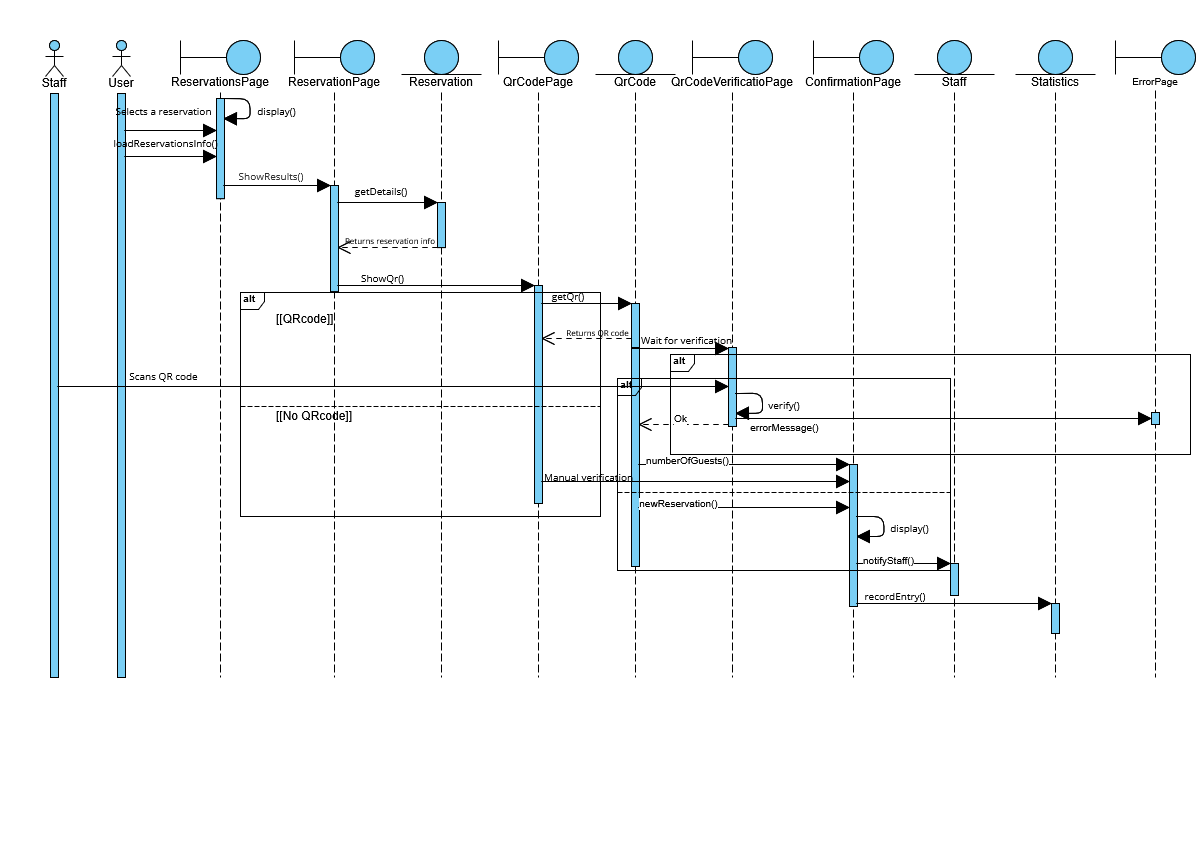 Staff
User
ReservationsPage
ReservationPage
Reservation
QrCodePage
QrCode
QrCodeVerificatioPage
ConfirmationPage
Staff
Statistics
ErrorPage
Selects a reservation
display()
loadReservationsInfo()
ShowResults()
getDetails()
Returns reservation info
ShowQr()
alt
getQr()
[[QRcode]]
Returns QR code
Wait for verification
alt
Scans QR code
alt
verify()
[[No QRcode]]
Ok
errorMessage()
numberOfGuests()
Manual verification
newReservation()
display()
notifyStaff()
recordEntry()